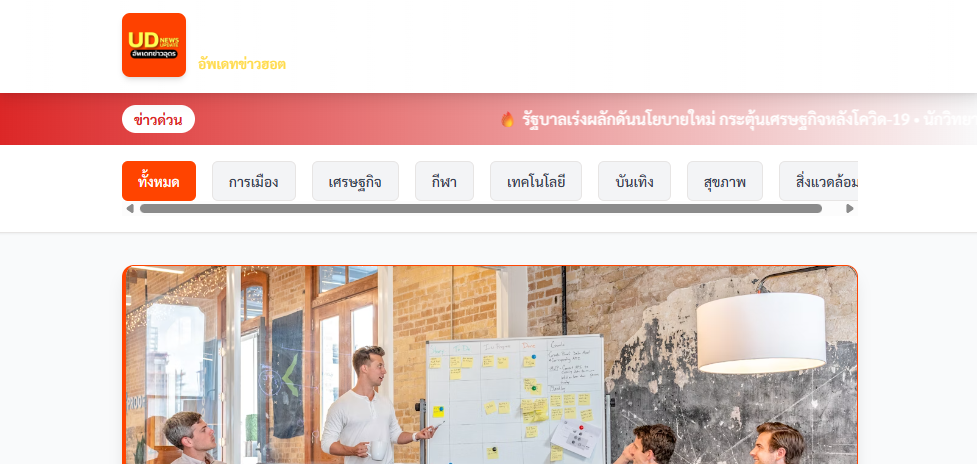 UD NEWS
UPDATE
อัพเดทข่าวอุดร
อัพเดทข่าวฮอต
ข่าวด่วน
🔥 รัฐบาลเร่งผลักดันนโยบายใหม่ กระตุ้นเศรษฐกิจหลังโควิด-19 • นักวิทยา
ทั้งหมด
การเมือง
เศรษฐกิจ
กีฬา
เทคโนโลยี
บันเทิง
สุขภาพ
สิ่งแวดล้อม